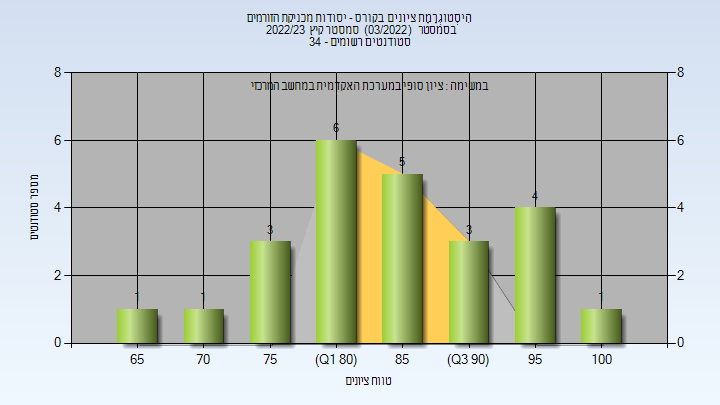 היסטוגרמת ציונים בקורס - יסודות מכניקת הזורמים
בסמסטר (03/2022) סמסטר קיץ 2022/23
סטודנטים רשומים - 34
במשימה : ציון סופי במערכת האקדמית במחשב המרכזי
8 8
6 6
4 4
2 2
0 0
1 1 3 6 5 3 4 1
מספר סטודנטים
65 70 75 (Q1 80) 85 (Q3 90) 95 100
טווח ציונים